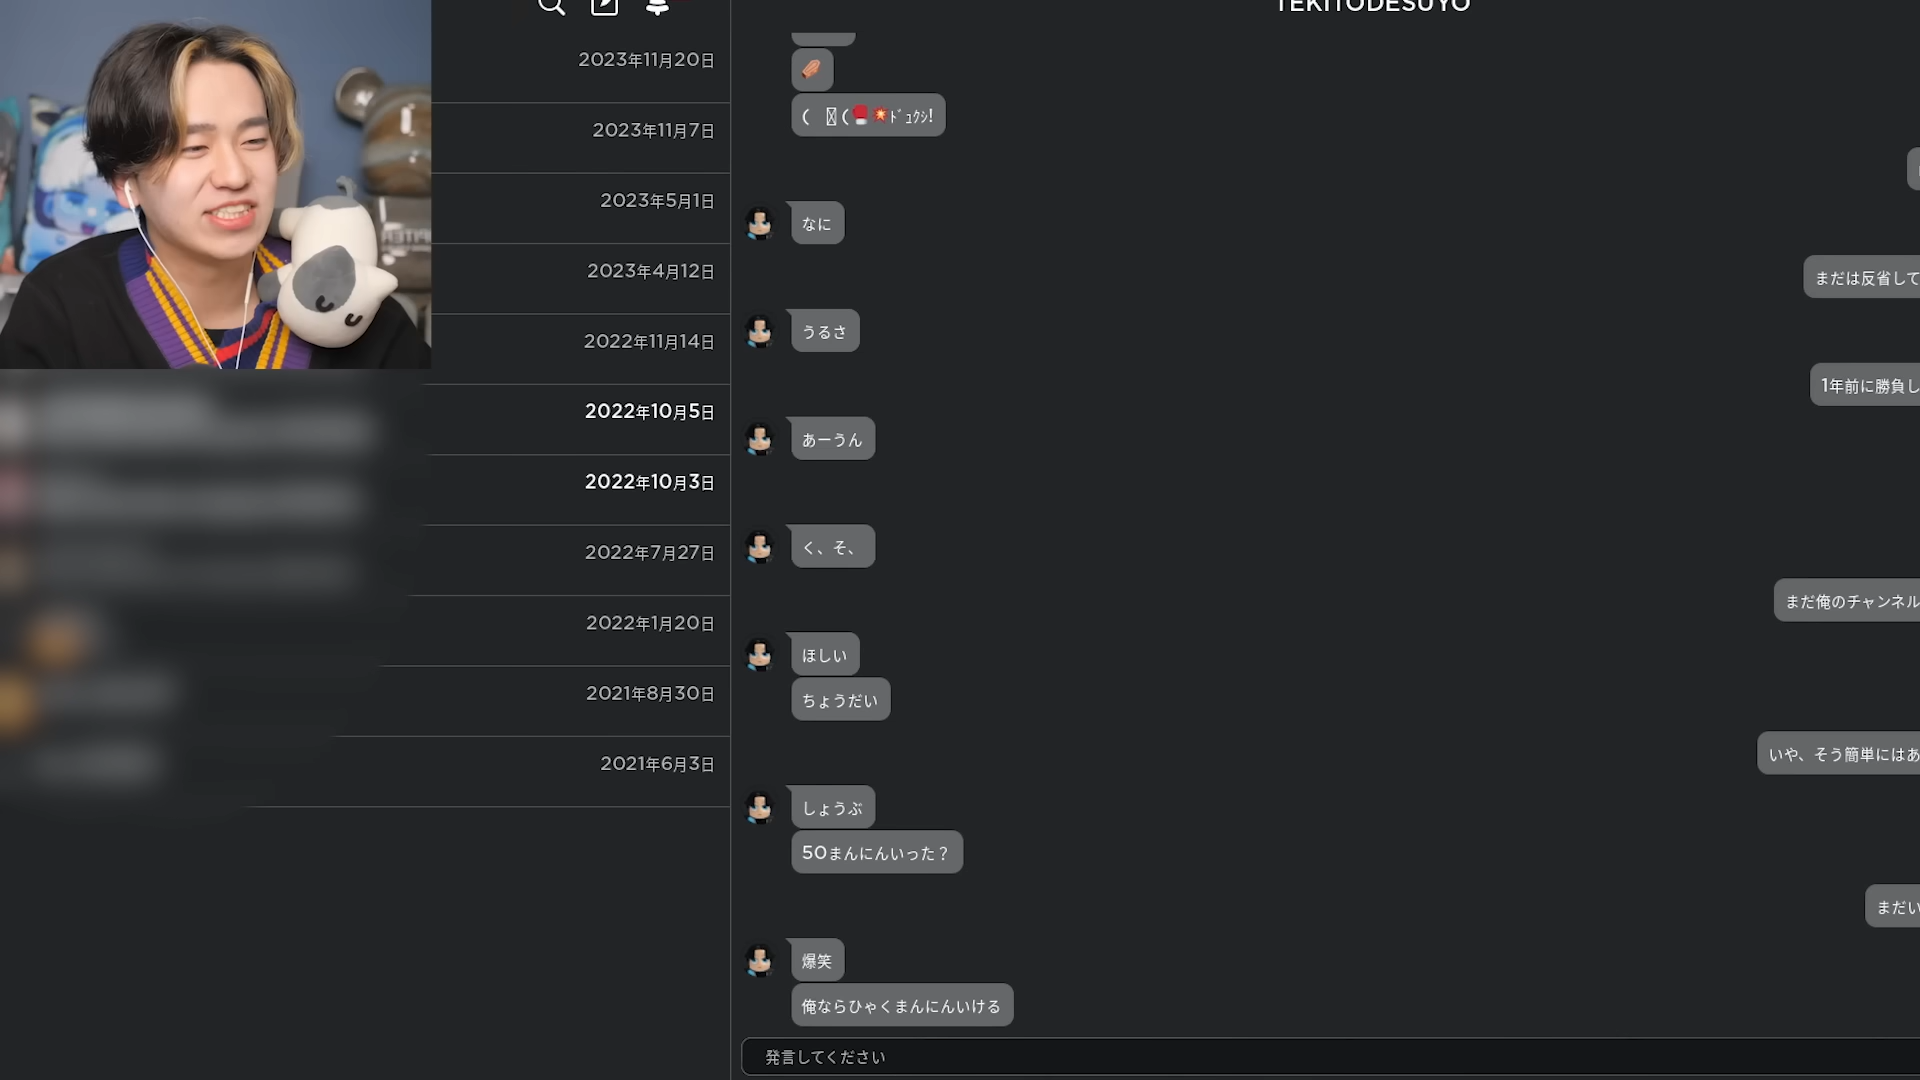 TEKITODESUYO
2023年11月20日
2023年11月7日
2023年5月1日
2023年4月12日
2022年11月14日
2022年10月5日
2022年10月3日
2022年7月27日
2022年1月20日
2021年8月30日
2021年6月3日
ﾄﾞｭｸｼ!
なに
まだは反省して
うるさ
1年前に勝負し
あーうん
く、そ、
まだ俺のチャンネル
ほしい
ちょうだい
いや、そう簡単にはあ
しょうぶ
50まんにんいった？
まだい
爆笑
俺ならひゃくまんにんいける
発言してください